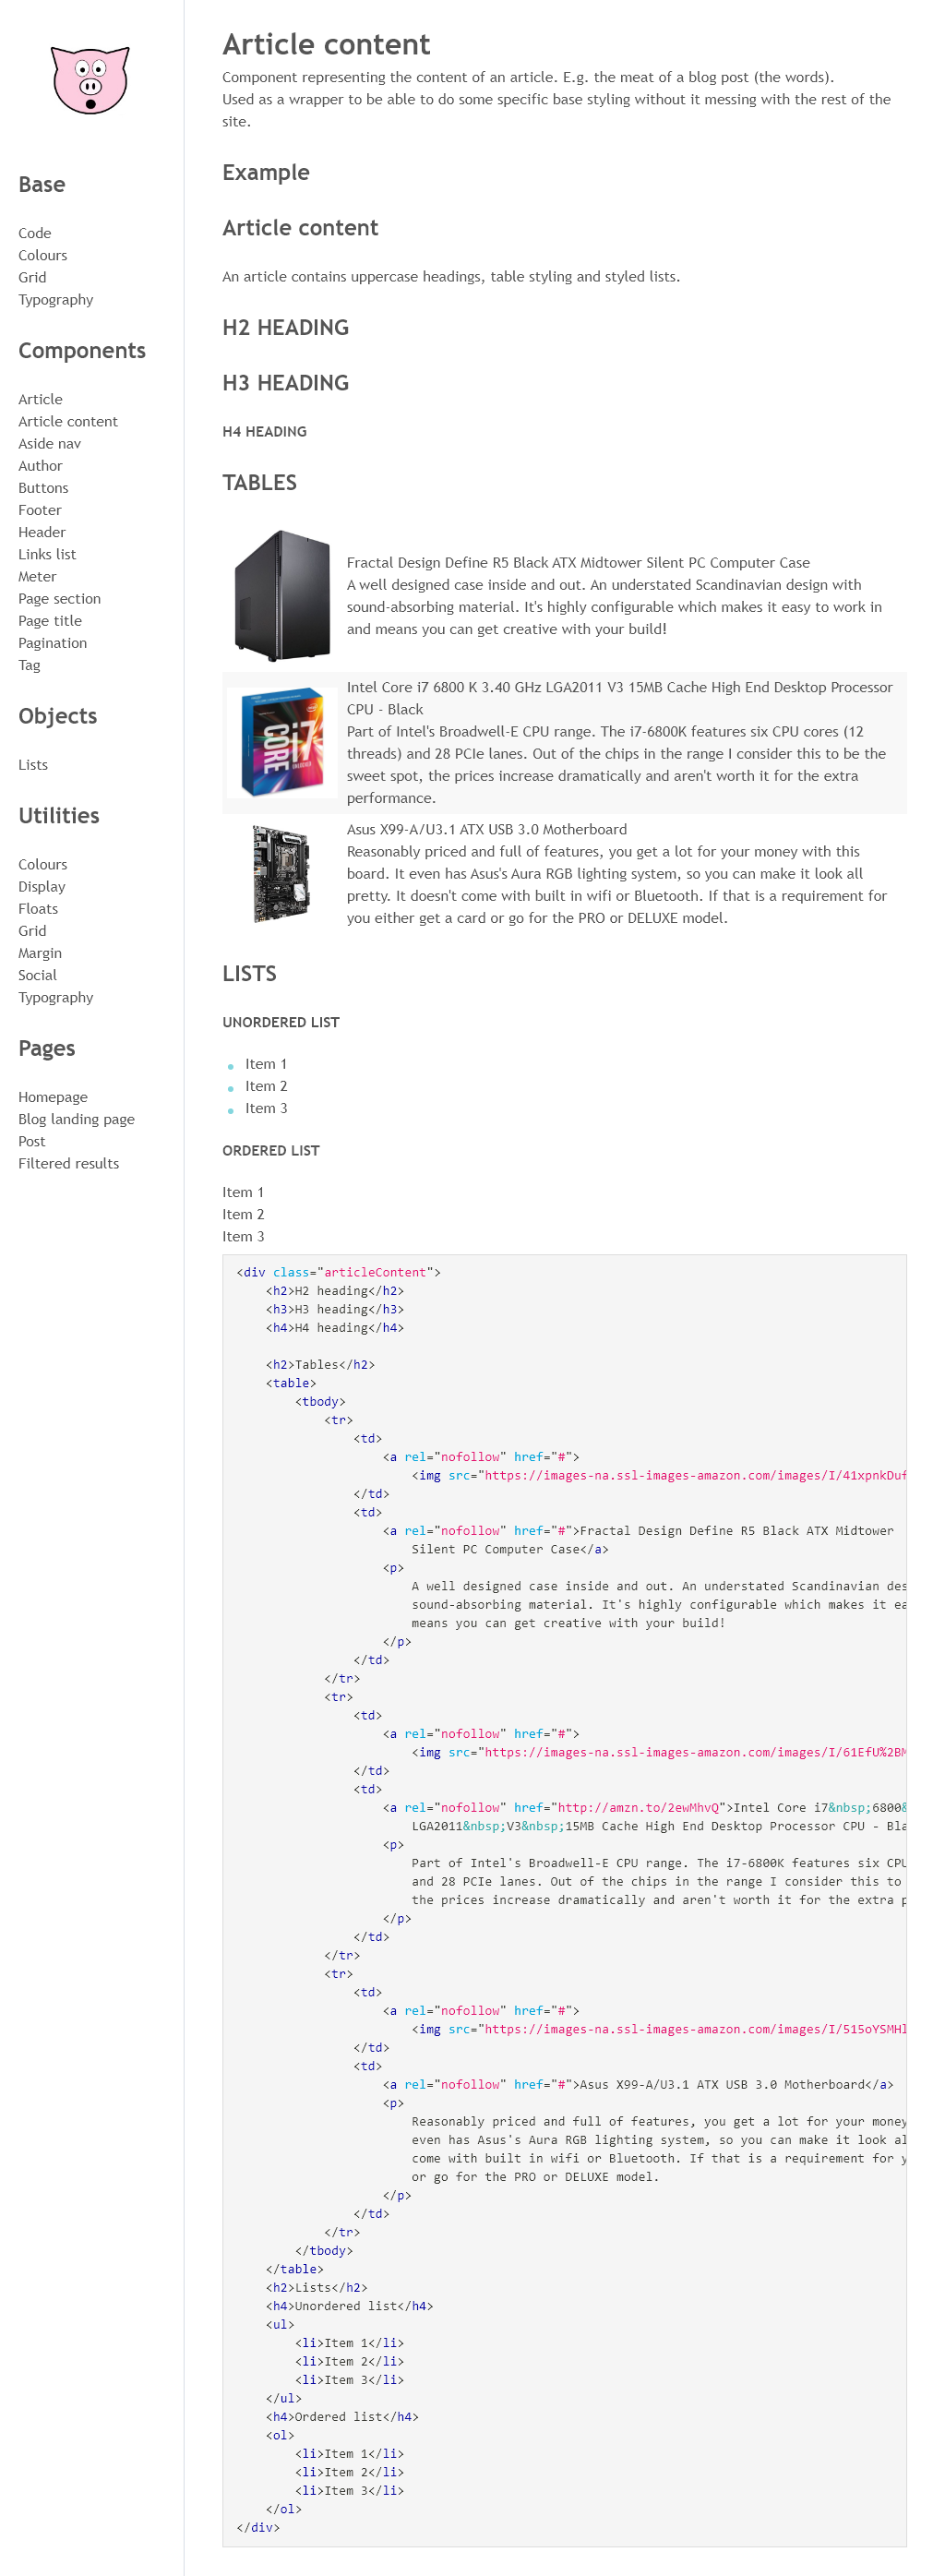 Base
Code
Colours
Grid
Typography
Components
Article
Article content
Aside nav
Author
Buttons
Footer
Header
Links list
Meter
Page section
Page title
Pagination
Tag
Objects
Lists
Utilities
Colours
Display
Floats
Grid
Margin
Social
Typography
Pages
Homepage
Blog landing page
Post
Filtered results
Article content
Component representing the content of an article. E.g. the meat of a blog post (the words).
Used as a wrapper to be able to do some specific base styling without it messing with the rest of the
site.
Example
Article content
An article contains uppercase headings, table styling and styled lists.
H2 HEADING
H3 HEADING
H4 HEADING
TABLES
Fractal Design Define R5 Black ATX Midtower Silent PC Computer Case
A well designed case inside and out. An understated Scandinavian design with
sound-absorbing material. It's highly configurable which makes it easy to work in
and means you can get creative with your build!
CORE i7
Intel Core i7 6800 K 3.40 GHz LGA2011 V3 15MB Cache High End Desktop Processor
CPU - Black
Part of Intel's Broadwell-E CPU range. The i7-6800K features six CPU cores (12
threads) and 28 PCIe lanes. Out of the chips in the range I consider this to be the
sweet spot, the prices increase dramatically and aren't worth it for the extra
performance.
Asus X99-A/U3.1 ATX USB 3.0 Motherboard
Reasonably priced and full of features, you get a lot for your money with this
board. It even has Asus's Aura RGB lighting system, so you can make it look all
pretty. It doesn't come with built in wifi or Bluetooth. If that is a requirement for
you either get a card or go for the PRO or DELUXE model.
LISTS
UNORDERED LIST
Item 1
Item 2
Item 3
ORDERED LIST
Item 1
Item 2
Item 3
<div class="articleContent">
<h2>H2 heading</h2>
<h3>H3 heading</h3>
<h4>H4 heading</h4>
<h2>Tables</h2>
<table>
<tbody>
<tr>
<td>
<a rel="nofollow" href="#">
<img src="https://images-na.ssl-images-amazon.com/images/I/41xpnkDuf
</td>
<td>
<a rel="nofollow" href="#">Fractal Design Define R5 Black ATX Midtower
Silent PC Computer Case</a>
<p>
A well designed case inside and out. An understated Scandinavian des
sound-absorbing material. It's highly configurable which makes it ea
means you can get creative with your build!
</p>
</td>
</tr>
<tr>
<td>
<a rel="nofollow" href="#">
<img src="https://images-na.ssl-images-amazon.com/images/I/61EfU%2BM
</td>
<td>
<a rel="nofollow" href="http://amzn.to/2ewMhvQ">Intel Core i7&nbsp;6800&
LGA2011&nbsp;V3&nbsp;15MB Cache High End Desktop Processor CPU - Bla
<p>
Part of Intel's Broadwell-E CPU range. The i7-6800K features six CPU
and 28 PCIe lanes. Out of the chips in the range I consider this to
the prices increase dramatically and aren't worth it for the extra p
</p>
</td>
</tr>
<tr>
<td>
<a rel="nofollow" href="#">
<img src="https://images-na.ssl-images-amazon.com/images/I/515oYSMHl
</td>
<td>
<a rel="nofollow" href="#">Asus X99-A/U3.1 ATX USB 3.0 Motherboard</a>
<p>
Reasonably priced and full of features, you get a lot for your money
even has Asus's Aura RGB lighting system, so you can make it look al
come with built in wifi or Bluetooth. If that is a requirement for y
or go for the PRO or DELUXE model.
</p>
</td>
</tr>
</tbody>
</table>
<h2>Lists</h2>
<h4>Unordered list</h4>
<ul>
<li>Item 1</li>
<li>Item 2</li>
<li>Item 3</li>
</ul>
<h4>Ordered list</h4>
<ol>
<li>Item 1</li>
<li>Item 2</li>
<li>Item 3</li>
</ol>
</div>